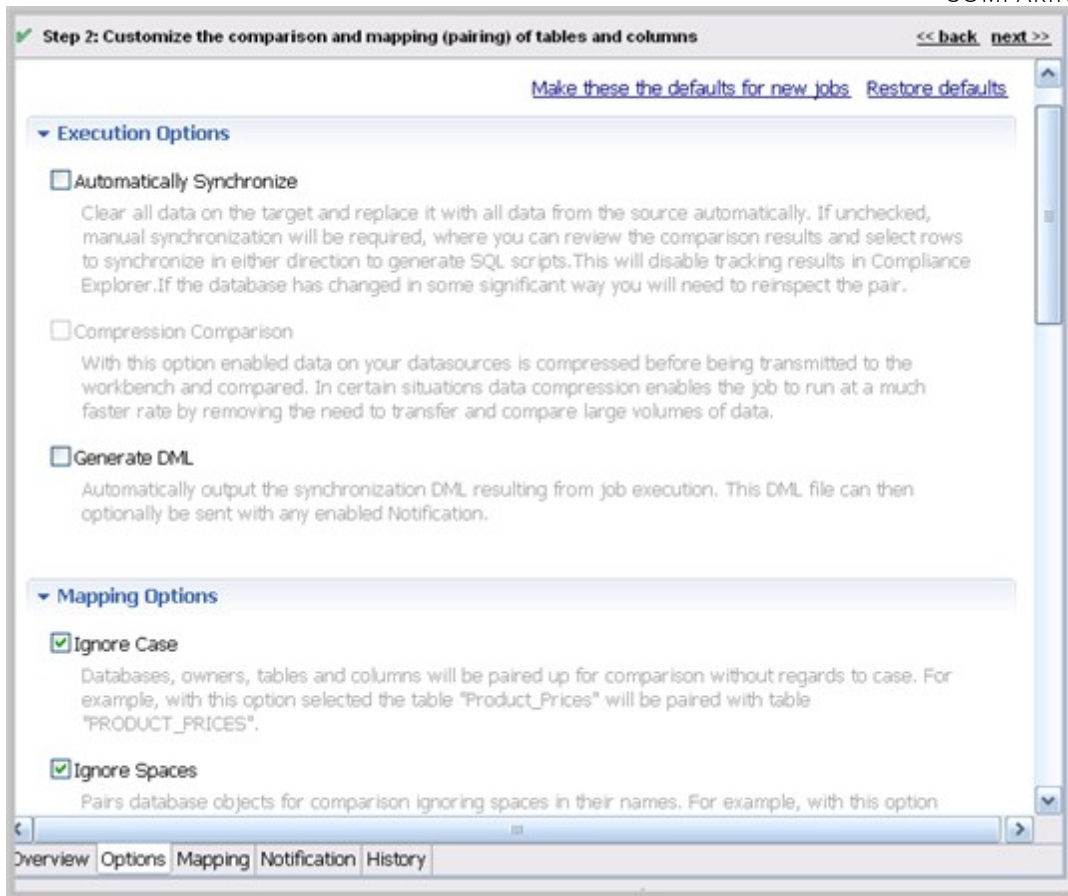 Step 2: Customize the comparison and mapping (pairing) of tables and columns << back next >>
Make these the defaults for new jobs Restore defaults
Execution Options
Automatically Synchronize
Clear all data on the target and replace it with all data from the source automatically. If unchecked,
manual synchronization will be required, where you can review the comparison results and select rows
to synchronize in either direction to generate SQL scripts.This will disable tracking results in Compliance
Explorer.If the database has changed in some significant way you will need to reinspect the pair.
Compression Comparison
With this option enabled data on your datasources is compressed before being transmitted to the
workbench and compared. In certain situations data compression enables the job to run at a much
faster rate by removing the need to transfer and compare large volumes of data.
Generate DML
Automatically output the synchronization DML resulting from job execution. This DML file can then
optionally be sent with any enabled Notification.
Mapping Options
Ignore Case
Databases, owners, tables and columns will be paired up for comparison without regards to case. For
example, with this option selected the table "Product_Prices" will be paired with table
"PRODUCT_PRICES".
Ignore Spaces
Pairs database objects for comparison ignoring spaces in their names. For example, with this option
Overview Options Mapping Notification History